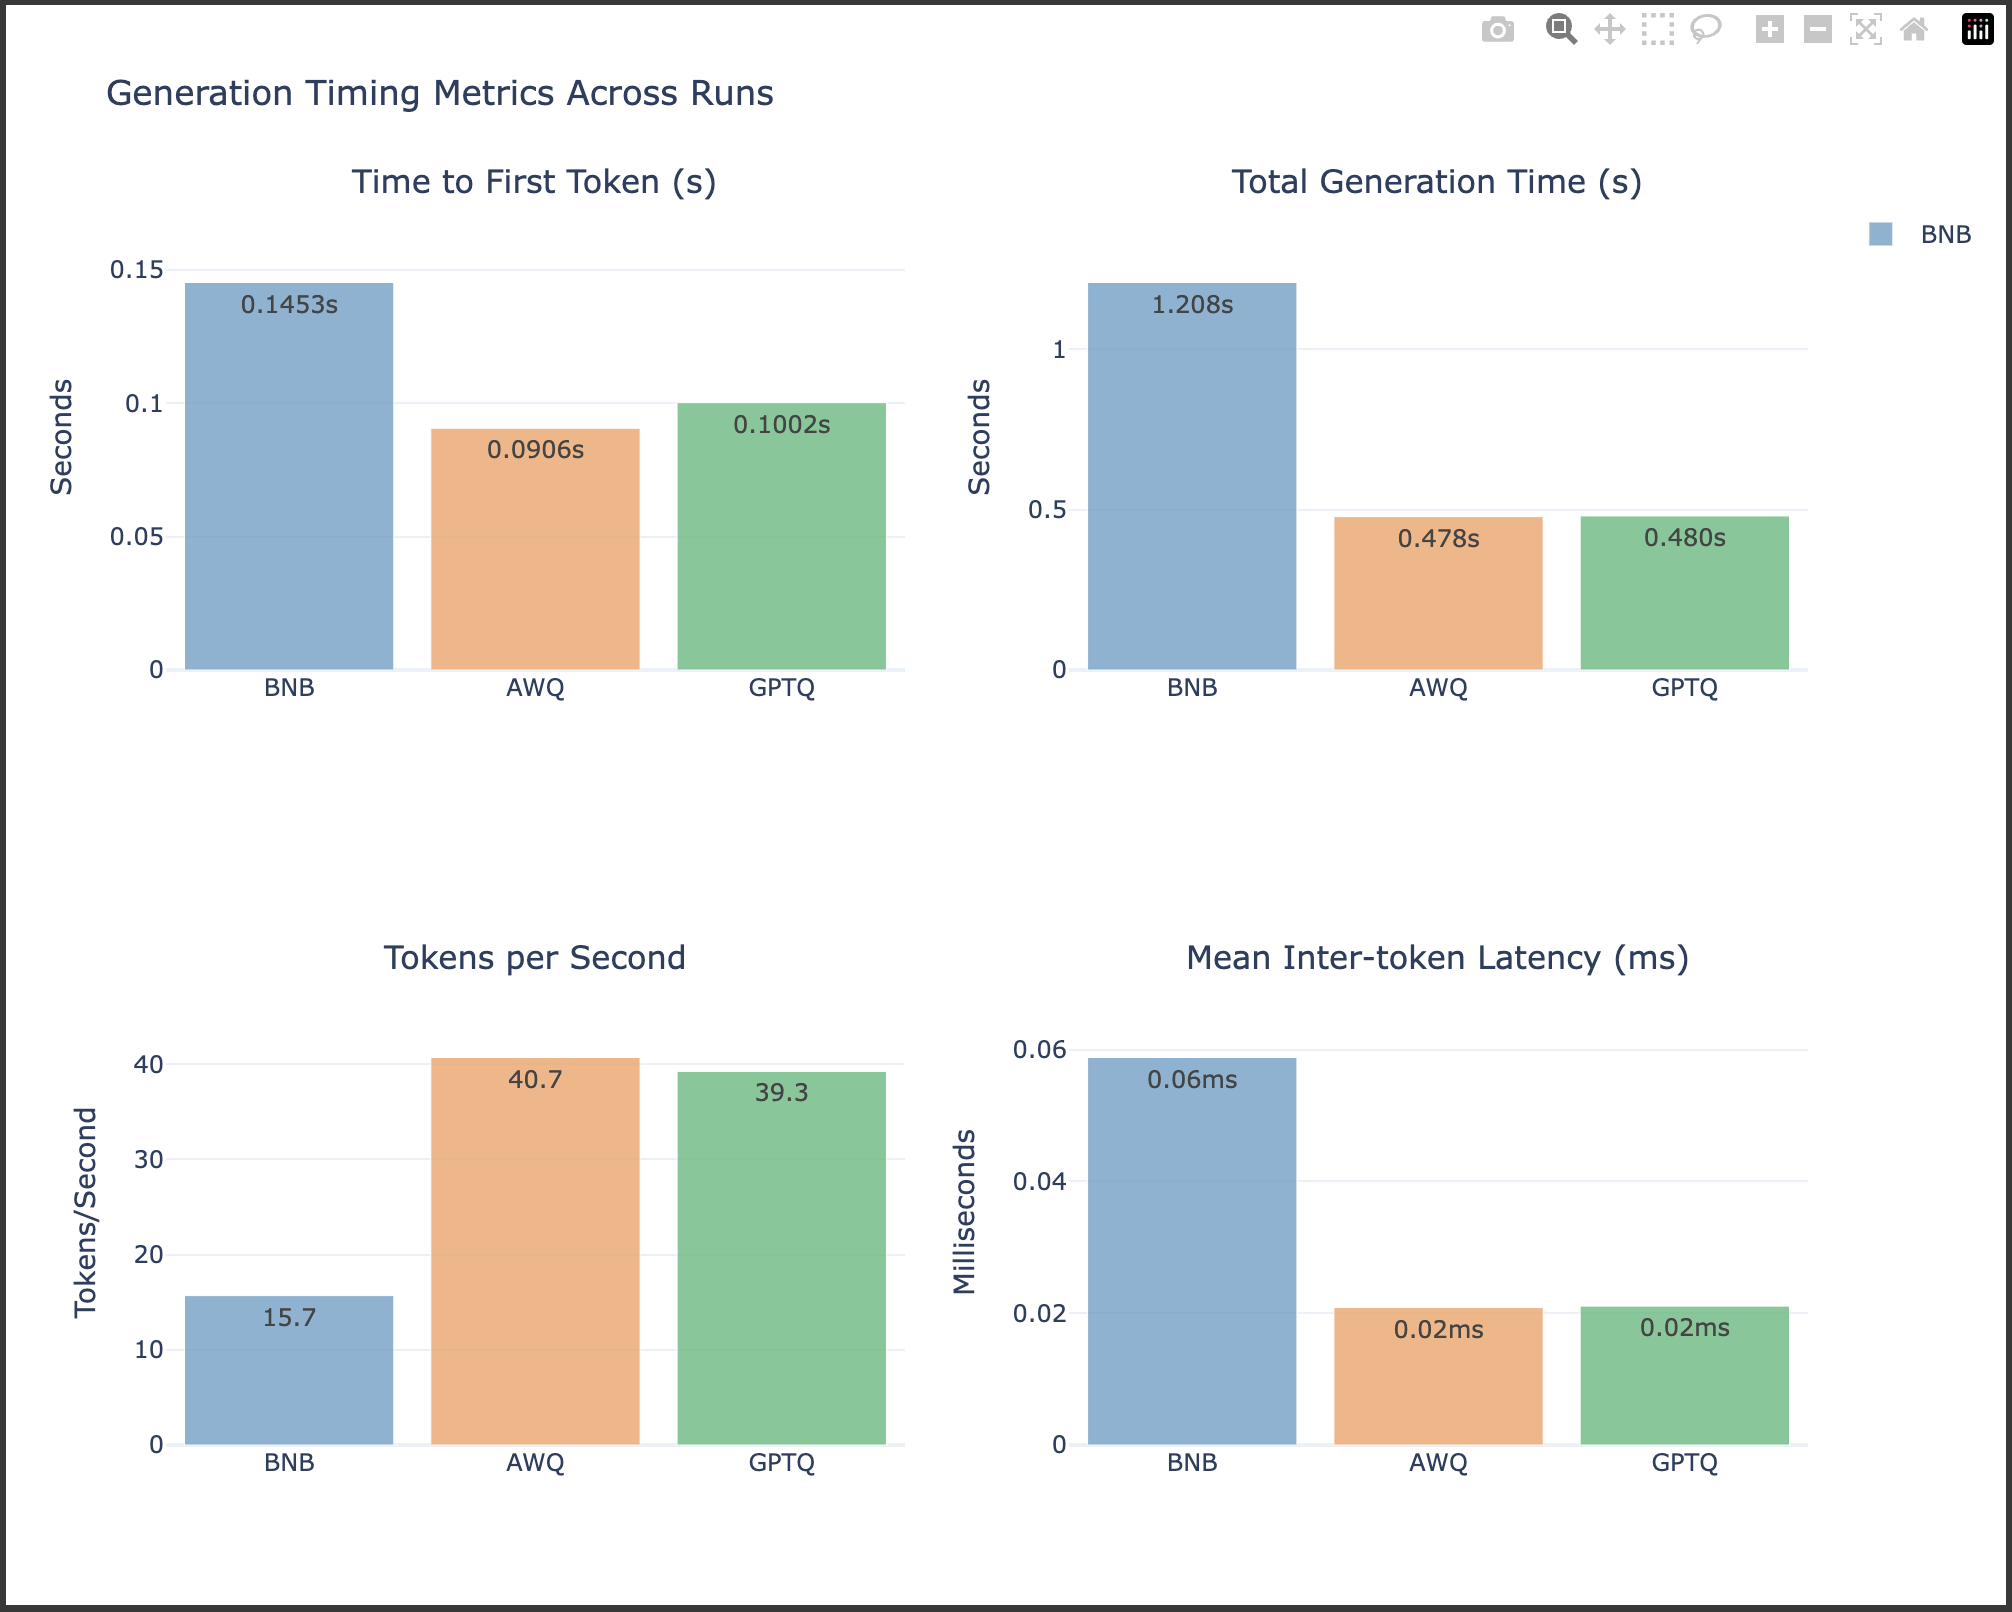 Generation Timing Metrics Across Runs
Time to First Token (s)
0.15
0.1
0.05
0
Seconds
0.1453s
0.0906s
0.1002s
BNB
AWQ
GPTQ
Total Generation Time (s)
1
0.5
0
Seconds
1.208s
0.478s
0.480s
BNB
AWQ
GPTQ
BNB
Tokens per Second
40
30
20
10
0
Tokens/Second
15.7
40.7
39.3
BNB
AWQ
GPTQ
Mean Inter-token Latency (ms)
0.06
0.04
0.02
0
Milliseconds
0.06ms
0.02ms
0.02ms
BNB
AWQ
GPTQ